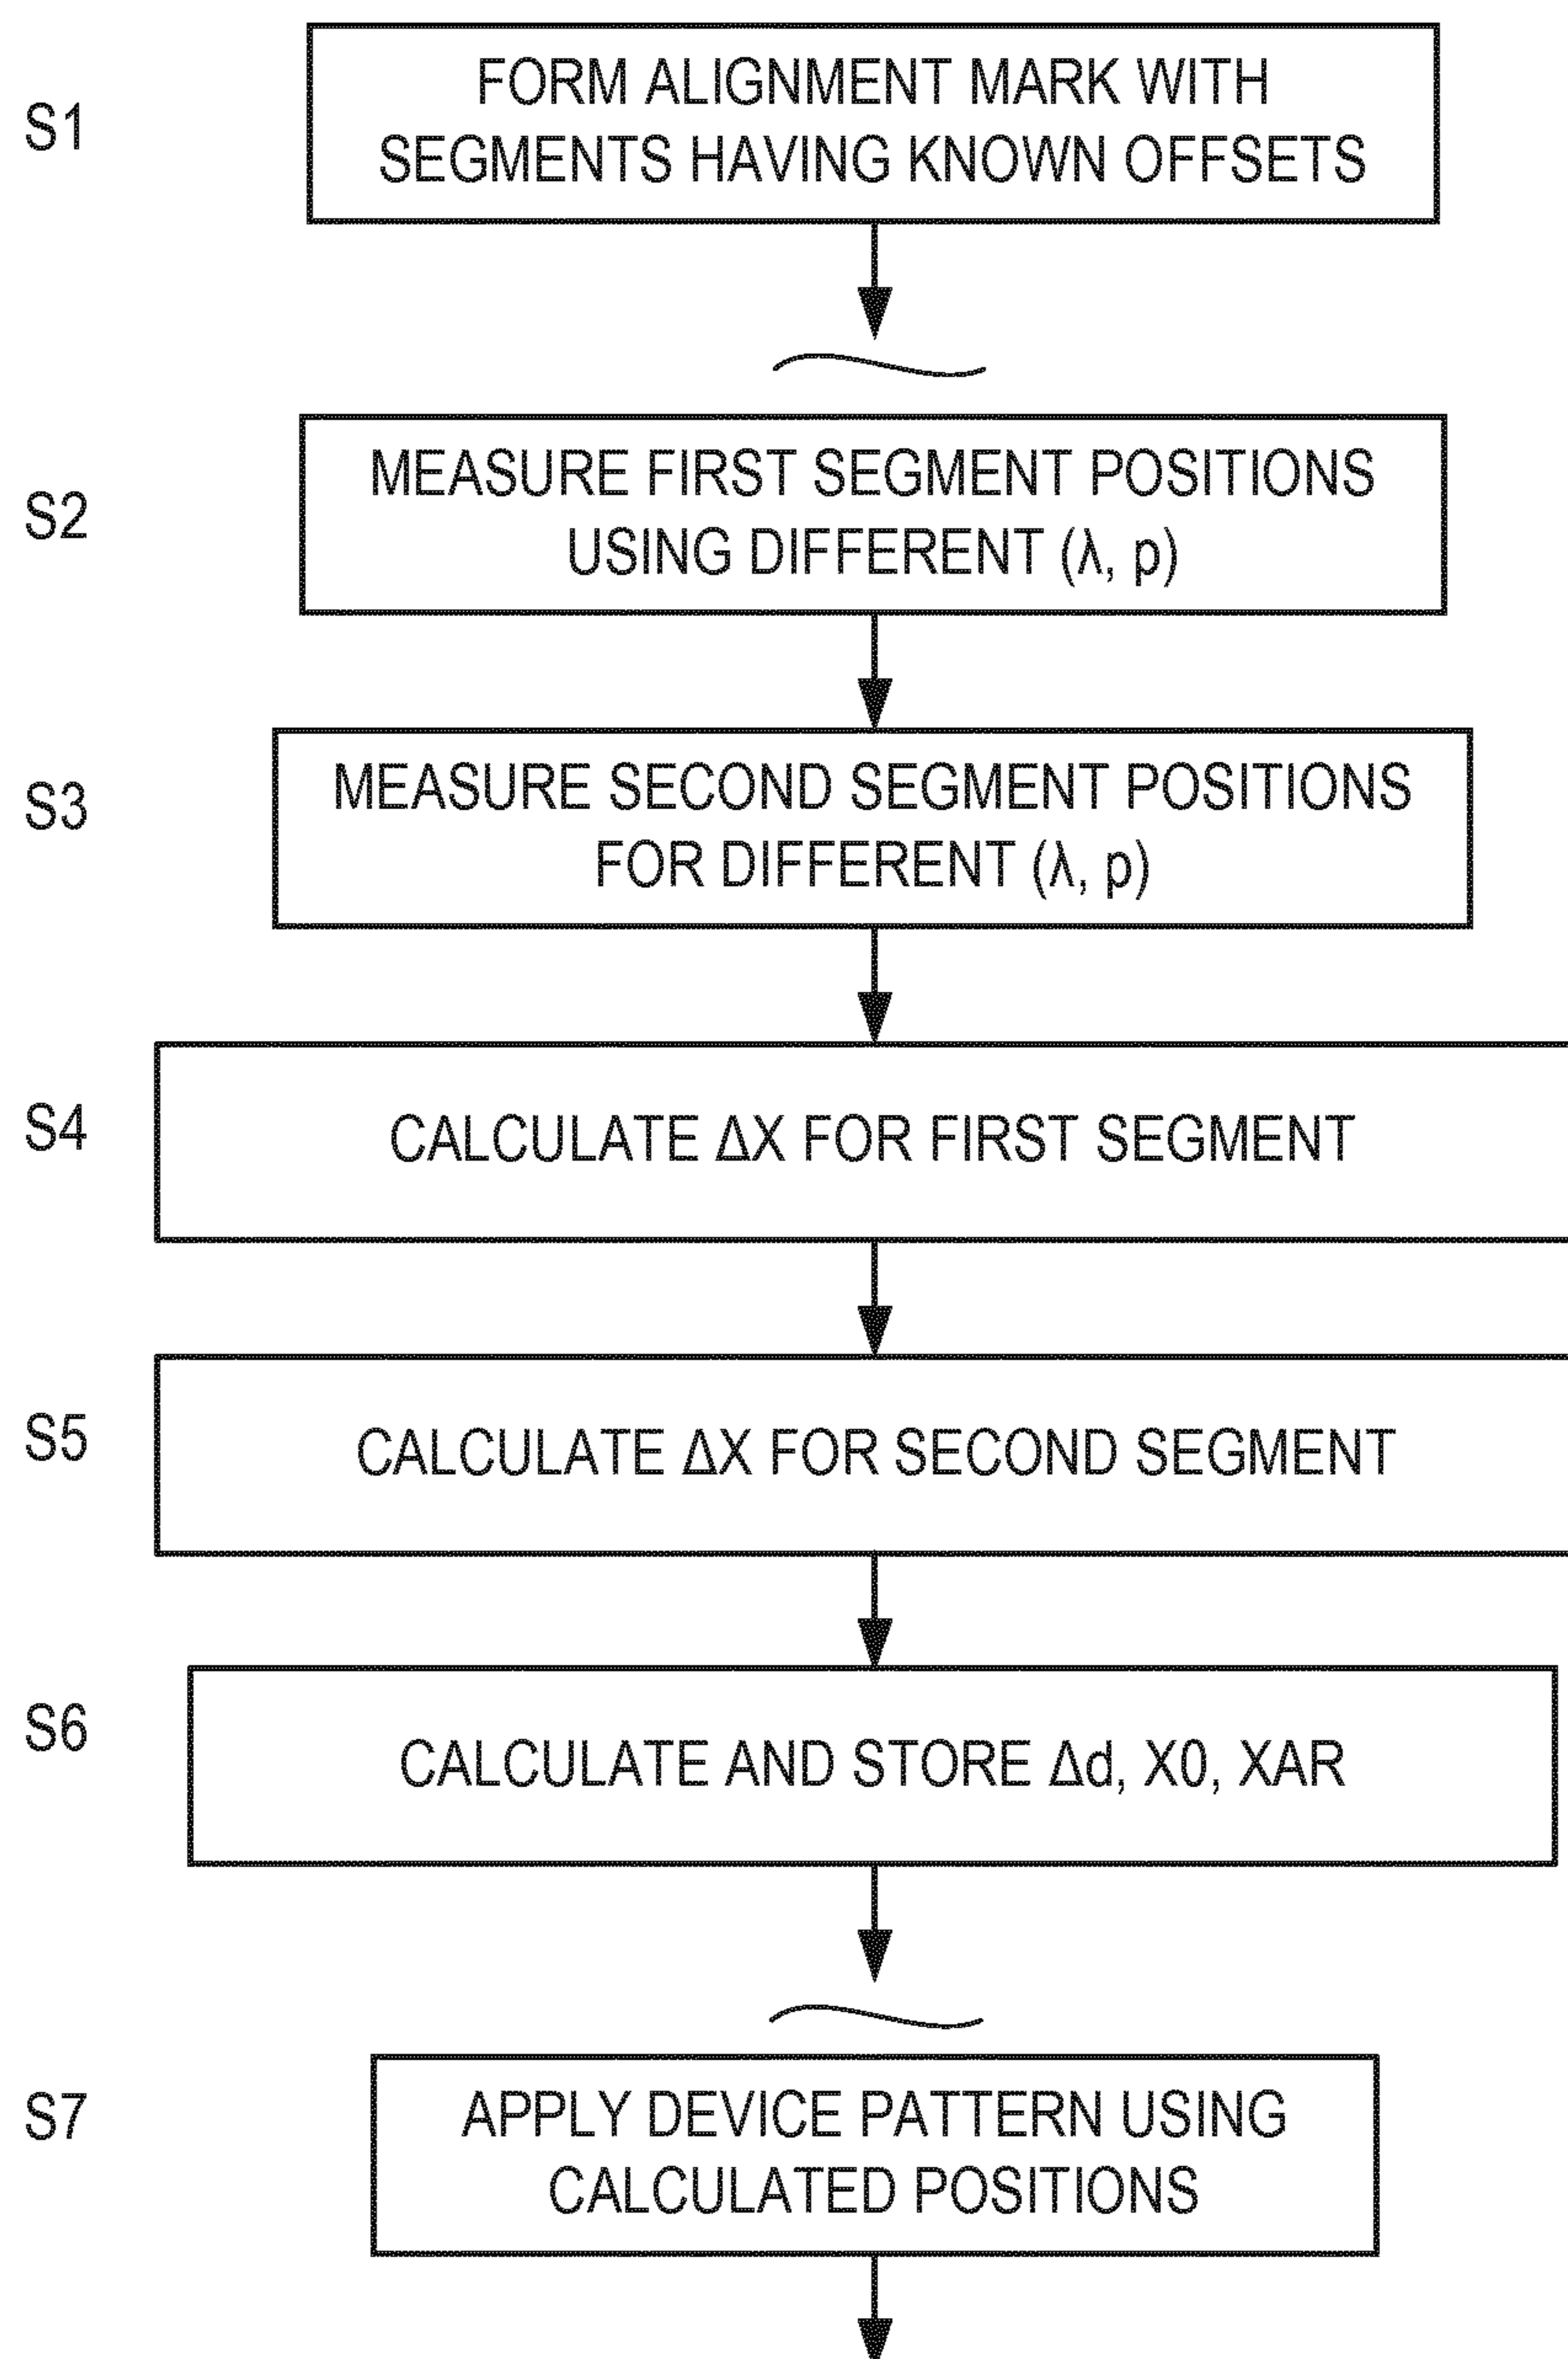 S1
FORM ALIGNMENT MARK WITH
SEGMENTS HAVING KNOWN OFFSETS
S2
MEASURE FIRST SEGMENT POSITIONS
USING DIFFERENT (λ, p)
S3
MEASURE SECOND SEGMENT POSITIONS
FOR DIFFERENT (λ, p)
S4
CALCULATE ΔX FOR FIRST SEGMENT
S5
CALCULATE ΔX FOR SECOND SEGMENT
S6
CALCULATE AND STORE Δd, X0, XAR
S7
APPLY DEVICE PATTERN USING
CALCULATED POSITIONS